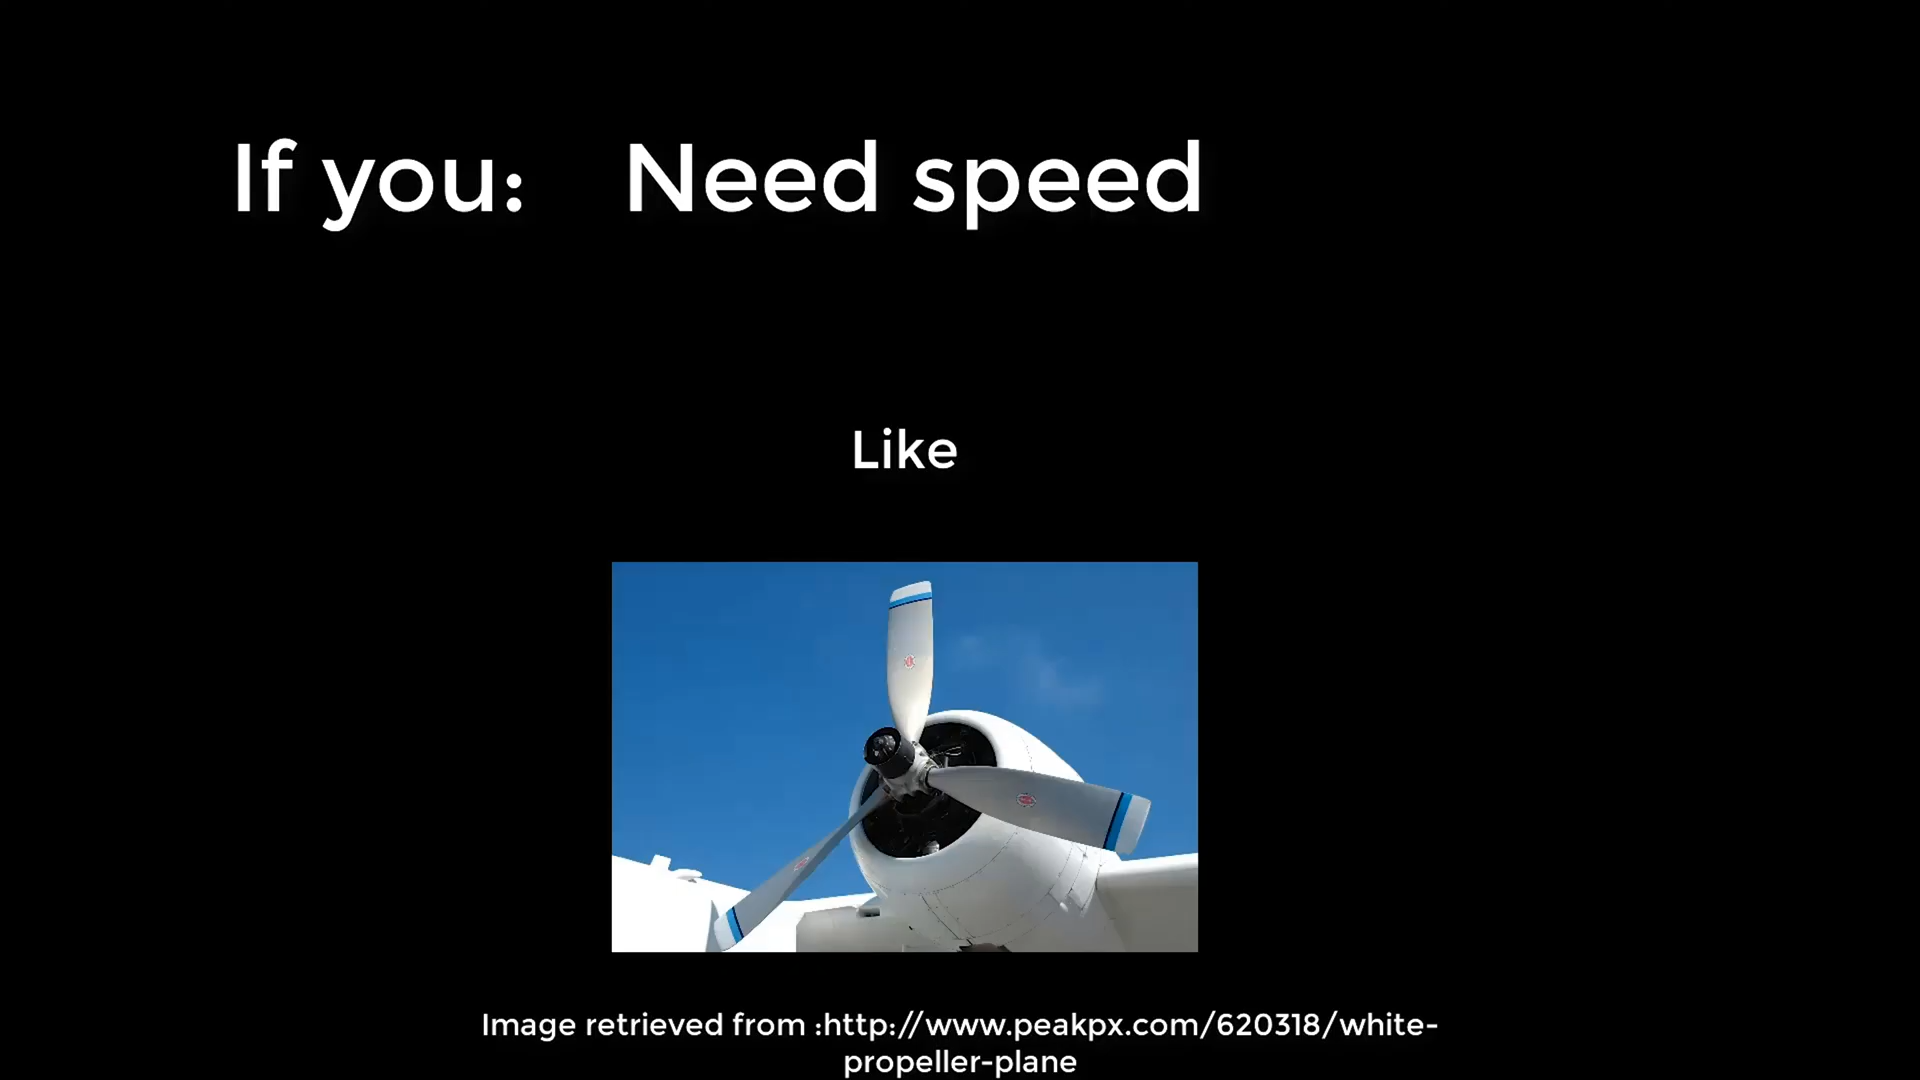 If you: Need speed
Like
Image retrieved from :http://www.peakpx.com/620318/white-
propeller-plane